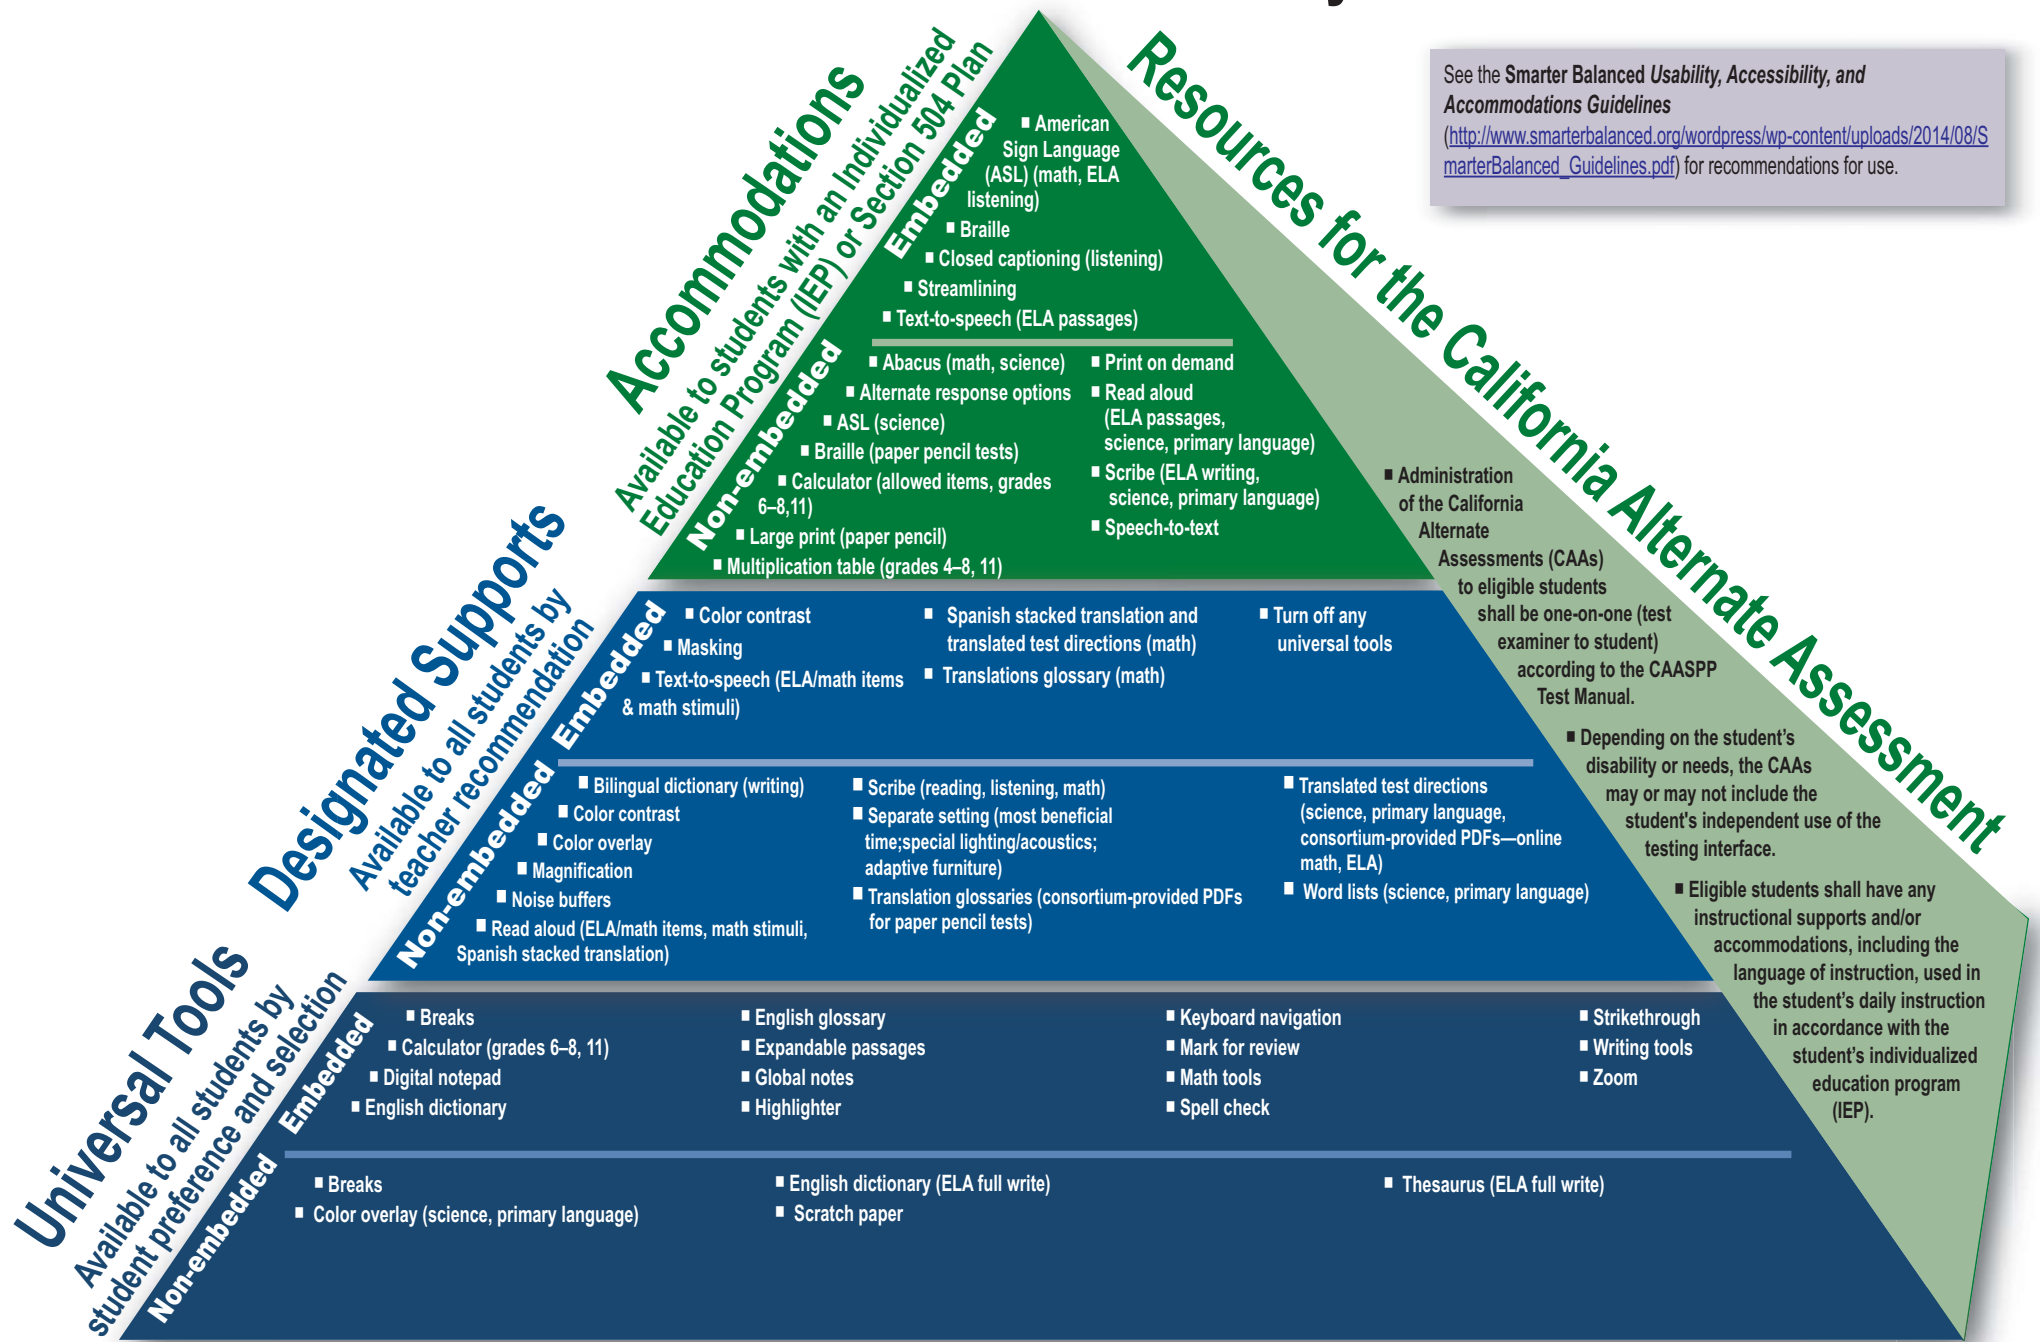 See the Smarter Balanced Usability, Accessibility, and
Accommodations Guidelines
(http://www.smarterbalanced.org/wordpress/wp-content/uploads/2014/08/S
marterBalanced_Guidelines.pdf) for recommendations for use.
Accommodations
Available to students with an Individualized
Education Program (IEP) or Section 504 Plan
Embedded
▪ American
Sign Language
(ASL) (math, ELA
listening)
▪ Braille
▪ Closed captioning (listening)
▪ Streamlining
▪ Text-to-speech (ELA passages)
Non-embedded
▪ Abacus (math, science)
▪ Alternate response options
▪ ASL (science)
▪ Braille (paper pencil tests)
▪ Calculator (allowed items, grades
6–8,11)
▪ Large print (paper pencil)
▪ Multiplication table (grades 4–8, 11)
▪ Print on demand
▪ Read aloud
(ELA passages,
science, primary language)
▪ Scribe (ELA writing,
science, primary language)
▪ Speech-to-text
Designated Supports
Available to all students by
teacher recommendation
Embedded
▪ Color contrast
▪ Masking
▪ Text-to-speech (ELA/math items
& math stimuli)
▪ Spanish stacked translation and
translated test directions (math)
▪ Translations glossary (math)
▪ Turn off any
universal tools
Non-embedded
▪ Bilingual dictionary (writing)
▪ Color contrast
▪ Color overlay
▪ Magnification
▪ Noise buffers
▪ Read aloud (ELA/math items, math stimuli,
Spanish stacked translation)
▪ Scribe (reading, listening, math)
▪ Separate setting (most beneficial
time;special lighting/acoustics;
adaptive furniture)
▪ Translation glossaries (consortium-provided PDFs
for paper pencil tests)
▪ Translated test directions
(science, primary language,
consortium-provided PDFs—online
math, ELA)
▪ Word lists (science, primary language)
Universal Tools
Available to all students by
student preference and selection
Embedded
▪ Breaks
▪ Calculator (grades 6–8, 11)
▪ Digital notepad
▪ English dictionary
▪ English glossary
▪ Expandable passages
▪ Global notes
▪ Highlighter
▪ Keyboard navigation
▪ Mark for review
▪ Math tools
▪ Spell check
▪ Strikethrough
▪ Writing tools
▪ Zoom
Non-embedded
▪ Breaks
▪ Color overlay (science, primary language)
▪ English dictionary (ELA full write)
▪ Scratch paper
▪ Thesaurus (ELA full write)
Resources for the California Alternate Assessment
▪ Administration
of the California
Alternate
Assessments (CAAs)
to eligible students
shall be one-on-one (test
examiner to student)
according to the CAASPP
Test Manual.
▪ Depending on the student’s
disability or needs, the CAAs
may or may not include the
student's independent use of the
testing interface.
▪ Eligible students shall have any
instructional supports and/or
accommodations, including the
language of instruction, used in
the student’s daily instruction
in accordance with the
student’s individualized
education program
(IEP).